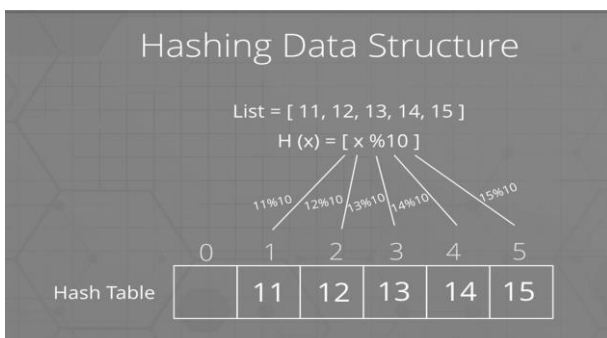 Hashing Data Structure
List = [ 11, 12, 13, 14, 15 ]
H (x) = [ x %10 ]
11%10 12%10 13%10 14%10 15%10
0 1 2 3 4 5
Hash Table 11 12 13 14 15